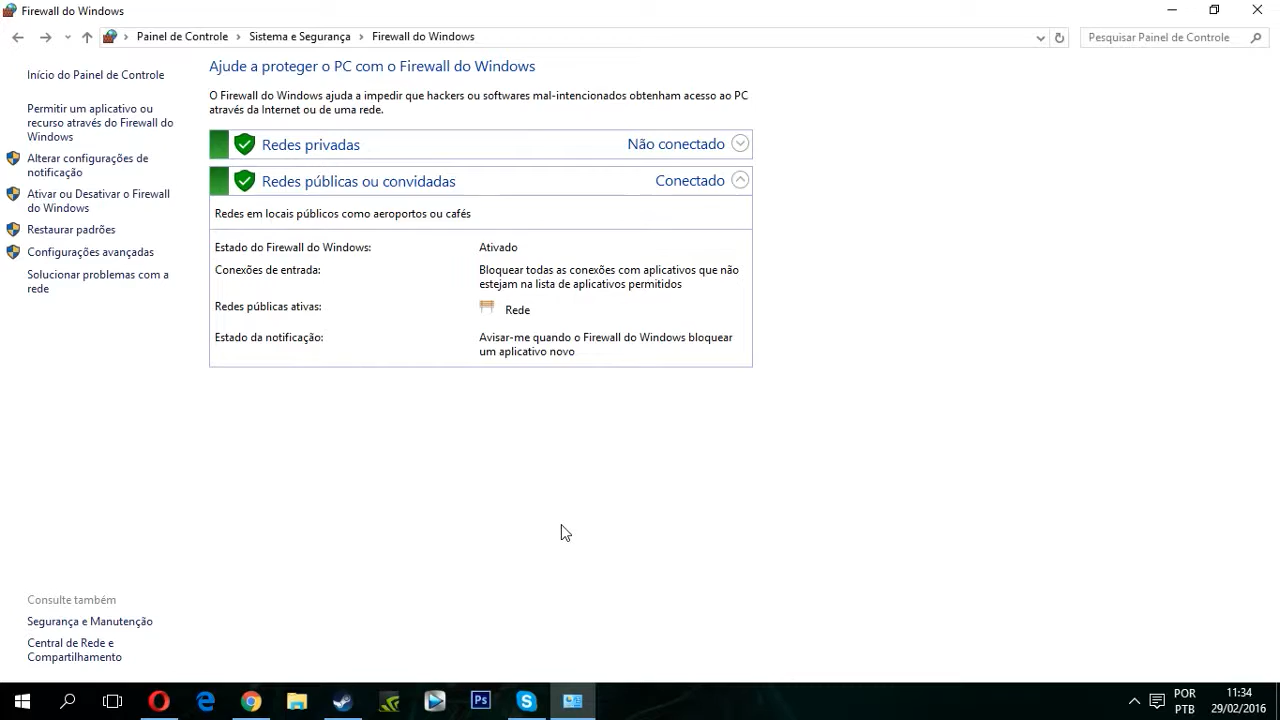 Firewall do Windows
Painel de Controle
Sistema e Segurança
Firewall do Windows
Pesquisar Painel de Controle
Início do Painel de Controle
Permitir um aplicativo ou
recurso através do Firewall do
Windows
Alterar configurações de
notificação
Ativar ou Desativar o Firewall
do Windows
Restaurar padrões
Configurações avançadas
Solucionar problemas com a
rede
Ajude a proteger o PC com o Firewall do Windows
O Firewall do Windows ajuda a impedir que hackers ou softwares mal-intencionados obtenham acesso ao PC
através da Internet ou de uma rede.
Redes privadas Não conectado
Redes públicas ou convidadas Conectado
Redes em locais públicos como aeroportos ou cafés
Estado do Firewall do Windows: Ativado
Conexões de entrada: Bloquear todas as conexões com aplicativos que não
estejam na lista de aplicativos permitidos
Redes públicas ativas: Rede
Estado da notificação: Avisar-me quando o Firewall do Windows bloquear
um aplicativo novo
Consulte também
Segurança e Manutenção
Central de Rede e
Compartilhamento
Ps
POR
PTB
11:34
29/02/2016